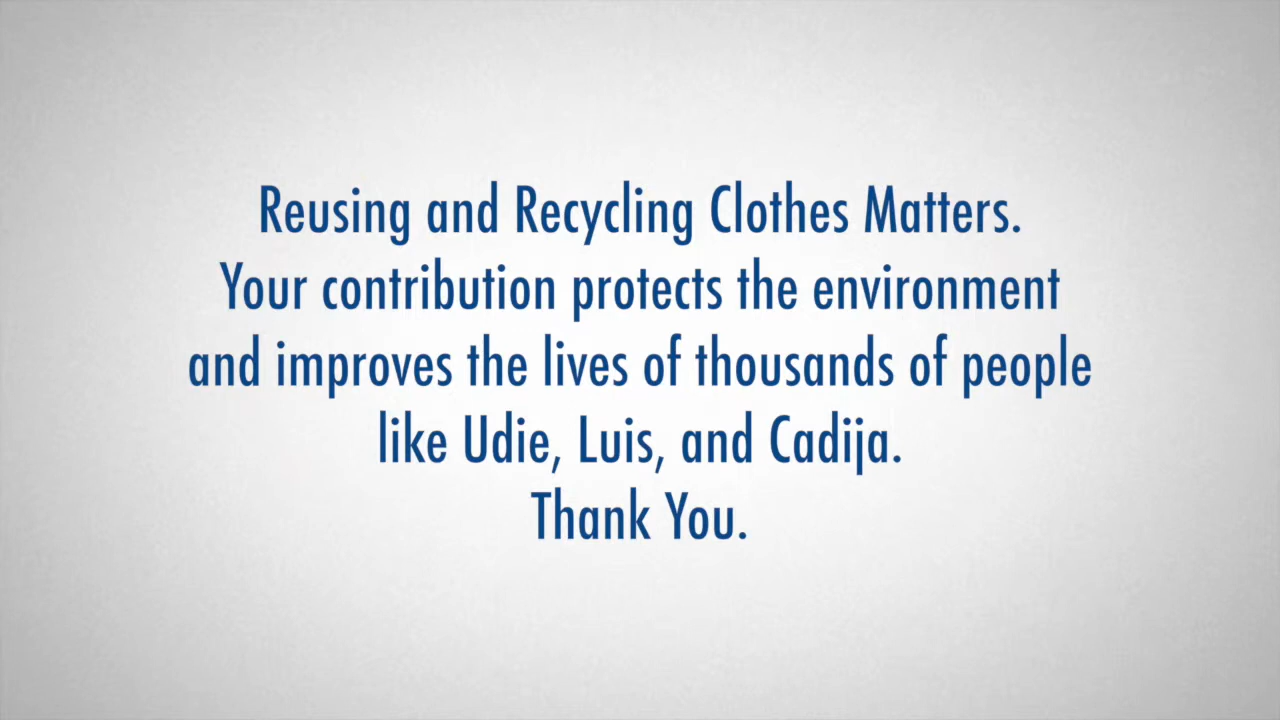 Reusing and Recycling Clothes Matters.
Your contribution protects the environment
and improves the lives of thousands of people
like Udie, Luis, and Cadija.
Thank You.